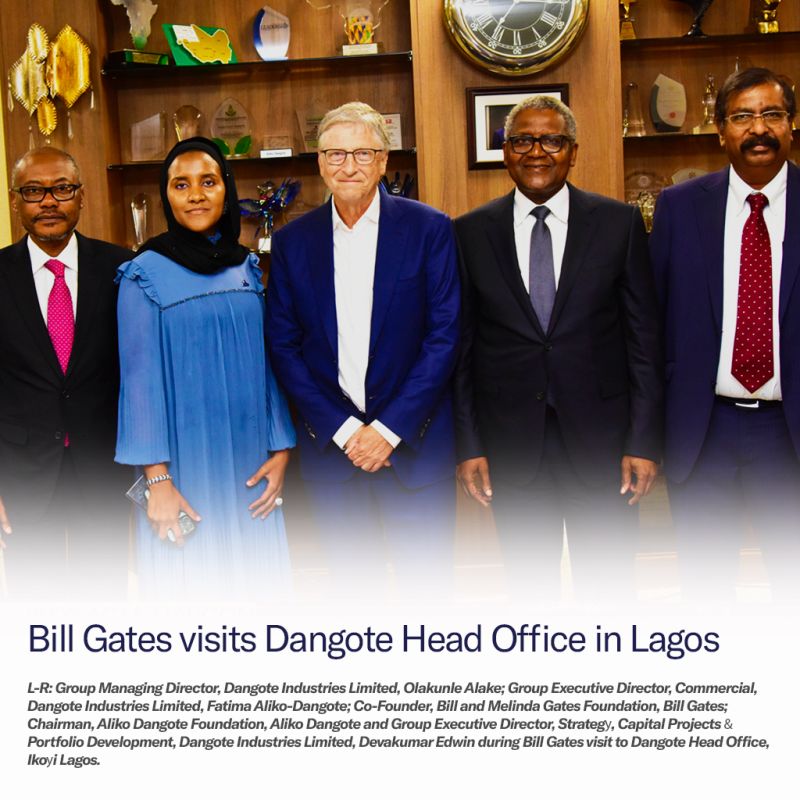 Bill Gates visits Dangote Head Office in Lagos
L-R: Group Managing Director, Dangote Industries Limited, Olakunle Alake; Group Executive Director, Commercial,
Dangote Industries Limited, Fatima Aliko-Dangote; Co-Founder, Bill and Melinda Gates Foundation, Bill Gates;
Chairman, Aliko Dangote Foundation, Aliko Dangote and Group Executive Director, Strategy, Capital Projects &
Portfolio Development, Dangote Industries Limited, Devakumar Edwin during Bill Gates visit to Dangote Head Office,
Ikoyi Lagos.